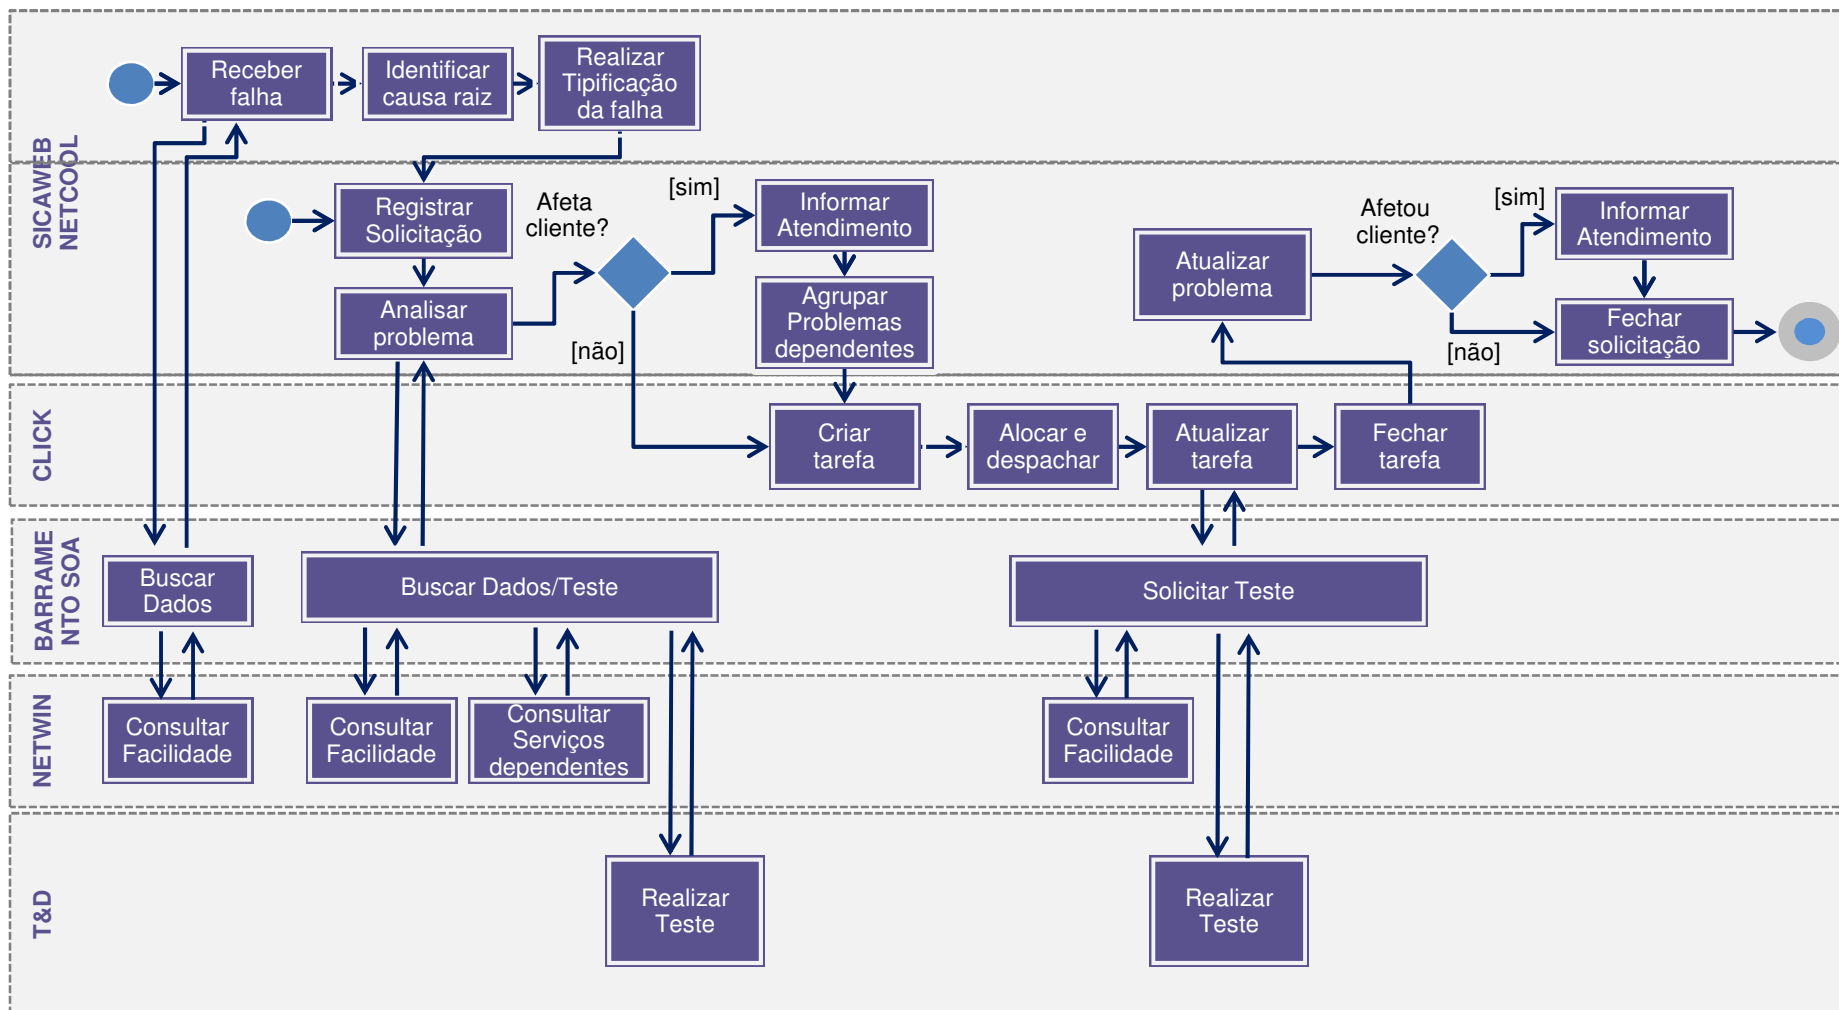 SICAWEB
NETCOOL
Receber
falha
Identificar
causa raiz
Realizar
Tipificação
da falha
Registrar
Solicitação
Analisar
problema
Afeta
cliente?
[sim]
[não]
Informar
Atendimento
Agrupar
Problemas
dependentes
Atualizar
problema
Afetou
cliente?
[sim]
[não]
Informar
Atendimento
Fechar
solicitação
CLICK
Criar
tarefa
Alocar e
despachar
Atualizar
tarefa
Fechar
tarefa
BARRAME
NTO SOA
Buscar
Dados
Buscar Dados/Teste
Solicitar Teste
NETWIN
Consultar
Facilidade
Consultar
Facilidade
Consultar
Serviços
dependentes
Consultar
Facilidade
T&D
Realizar
Teste
Realizar
Teste